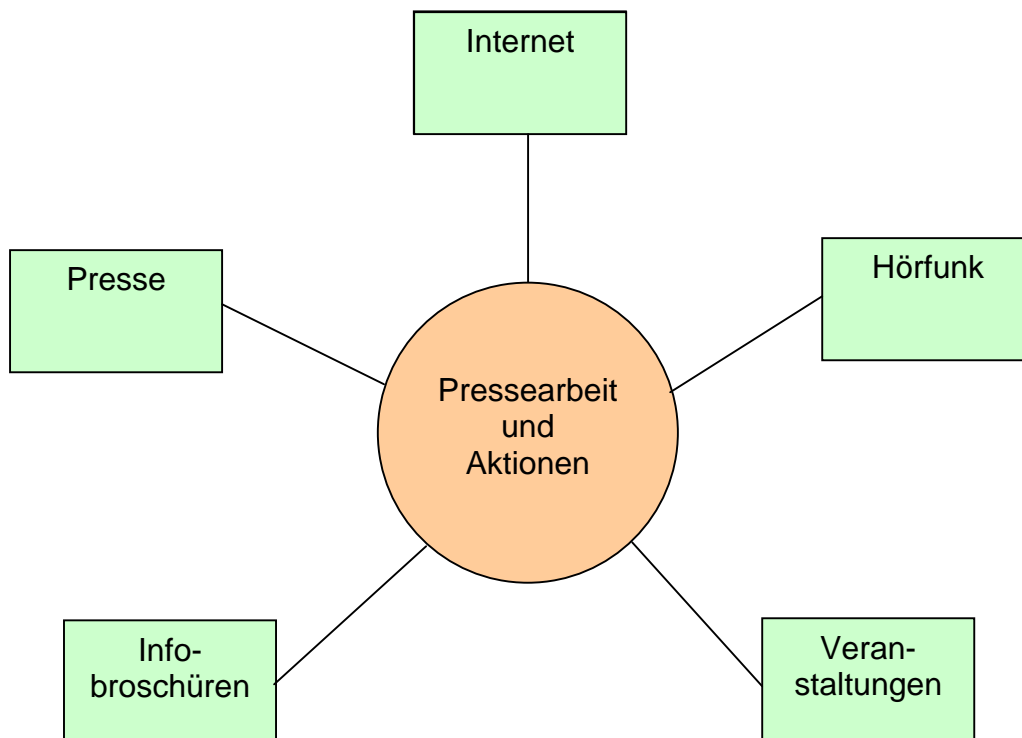 Internet
Presse
Hörfunk
Pressearbeit
und
Aktionen
Info-
broschüren
Veran-
staltungen